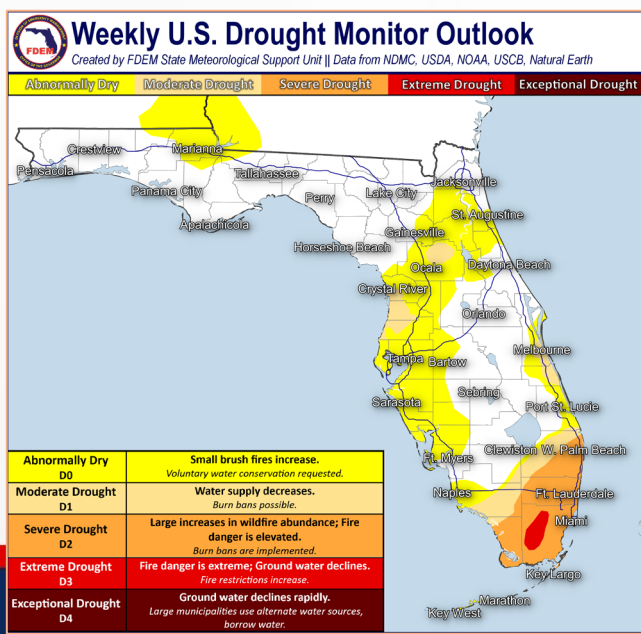 Weekly U.S. Drought Monitor Outlook
FDEM
Created by FDEM State Meteorological Support Unit || Data from NDMC, USDA, NOAA, USCB, Natural Earth
Abnormally Dry Moderate Drought Severe Drought Extreme Drought Exceptional Drought
Crestview
Marianna
Pensacola
Tallahassee
Jacksonville
Panama City
Perry
Lake City
Apalachicola
St. Augustine
Gainesville
Horseshoe Beach
Ocala
Daytona Beach
Crystal River
Orlando
Melbourne
Tampa
Bartow
Sebring
Sarasota
Port St. Lucie
Ft. Myers
Clewiston
W. Palm Beach
Naples
Ft. Lauderdale
Miami
Key Largo
Marathon
Key West
Abnormally Dry
D0
Small brush fires increase.
Voluntary water conservation requested.
Moderate Drought
D1
Water supply decreases.
Burn bans possible.
Severe Drought
D2
Large increases in wildfire abundance; Fire
danger is elevated.
Burn bans are implemented.
Extreme Drought
D3
Fire danger is extreme; Ground water declines.
Fire restrictions increase.
Exceptional Drought
D4
Ground water declines rapidly.
Large municipalities use alternate water sources,
borrow water.